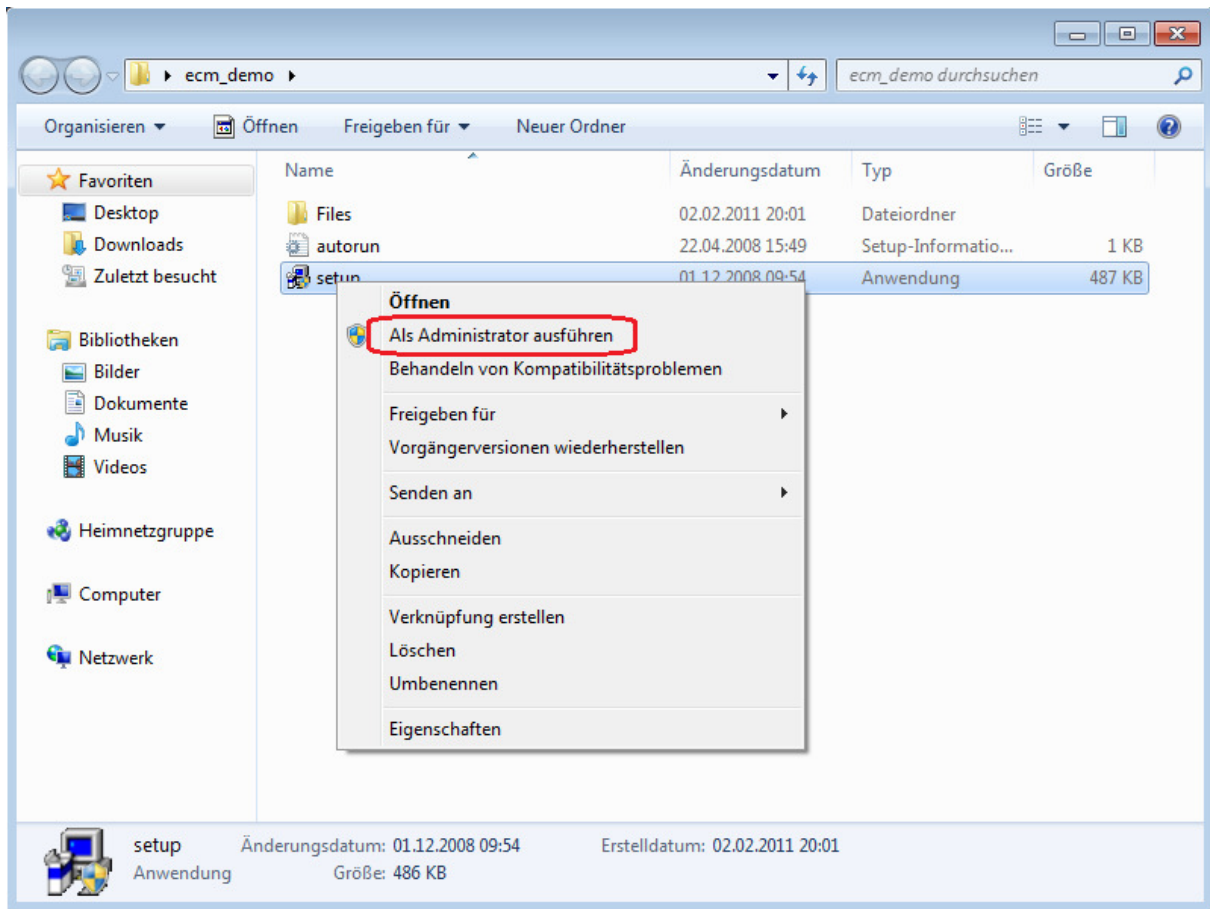 ecm_demo
ecm_demo durchsuchen
Organisieren
Öffnen
Freigeben für
Neuer Ordner
Favoriten
Desktop
Downloads
Zuletzt besucht
Bibliotheken
Bilder
Dokumente
Musik
Videos
Heimnetzgruppe
Computer
Netzwerk
Name Änderungsdatum Typ Größe
Files 02.02.2011 20:01 Dateiordner
autorun 22.04.2008 15:49 Setup-Informatio... 1 KB
setup 01.12.2008 09:54 Anwendung 487 KB
Öffnen
Als Administrator ausführen
Behandeln von Kompatibilitätsproblemen
Freigeben für
Vorgängerversionen wiederherstellen
Senden an
Ausschneiden
Kopieren
Verknüpfung erstellen
Löschen
Umbenennen
Eigenschaften
setup Änderungsdatum: 01.12.2008 09:54 Erstelldatum: 02.02.2011 20:01
Anwendung Größe: 486 KB